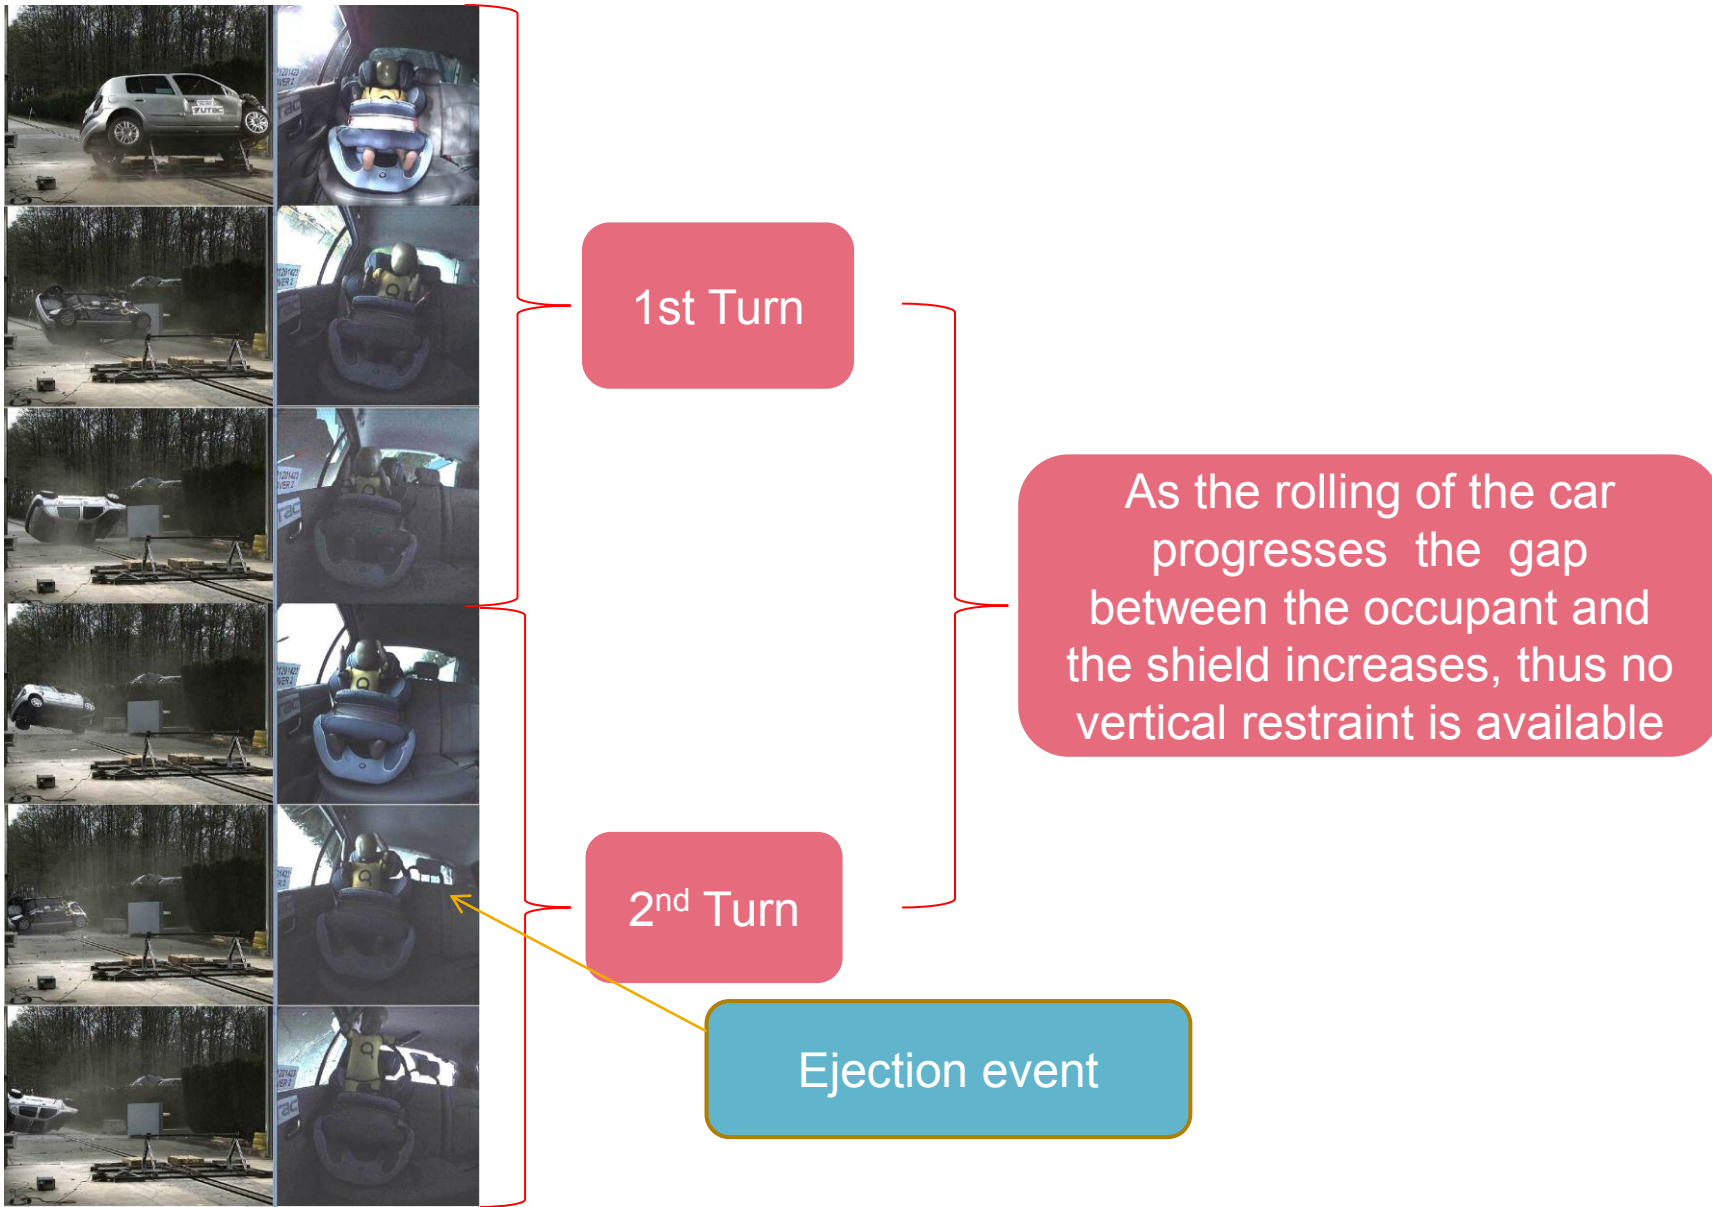 UTAC
1st Turn
As the rolling of the car
progresses the gap
between the occupant and
the shield increases, thus no
vertical restraint is available
2nd Turn
Ejection event